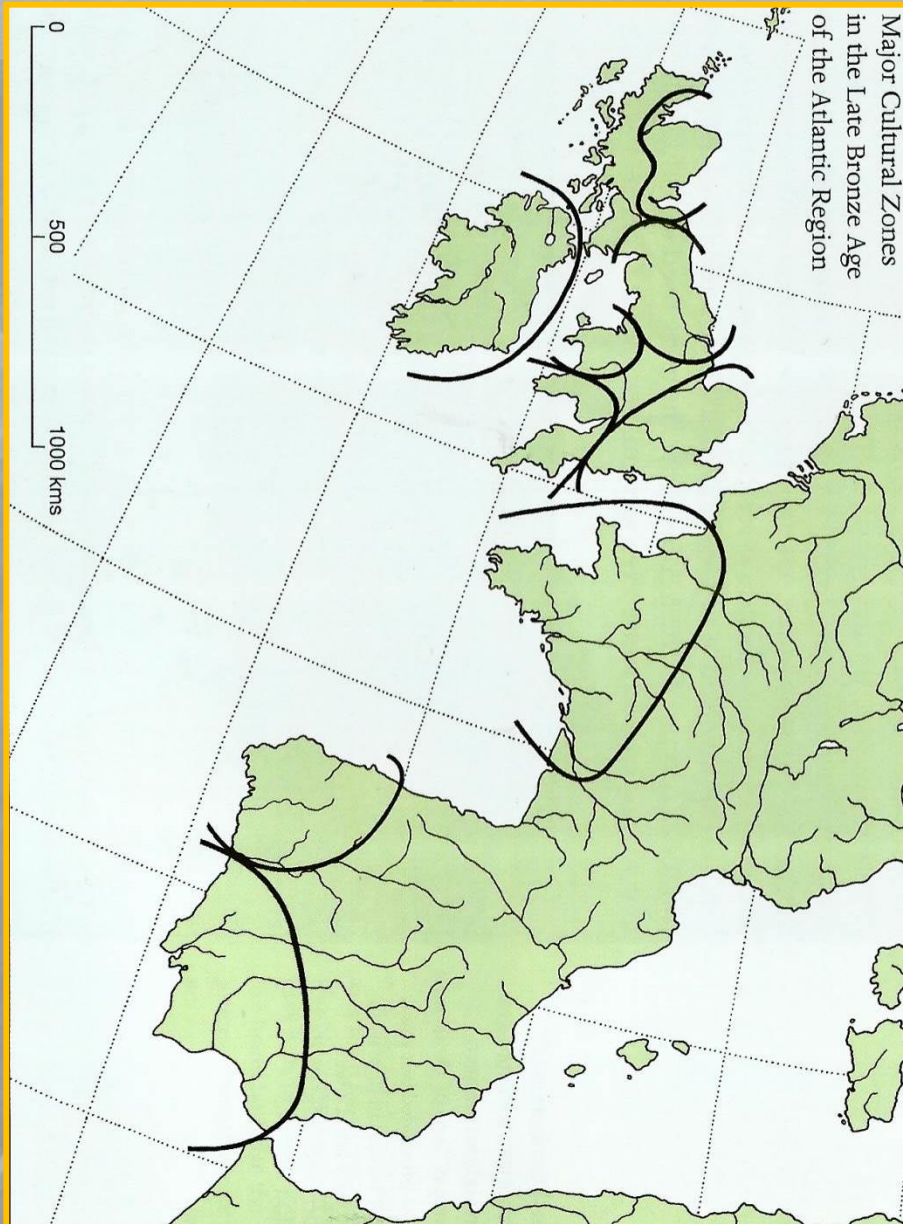 Major Cultural Zones
in the Late Bronze Age
of the Atlantic Region
0
500
1000 kms